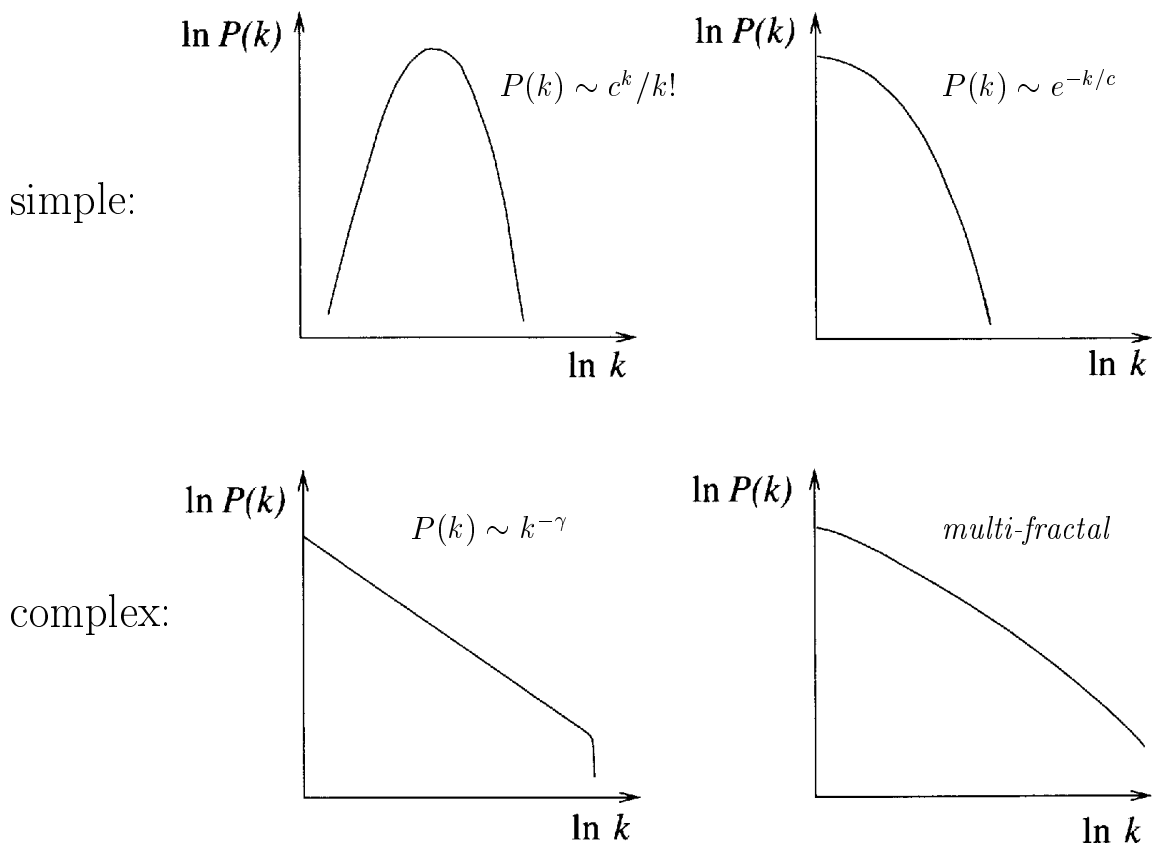 ln P(k)
P(k) ∼ c^k/k!
ln k
ln P(k)
P(k) ∼ e^{−k/c}
ln k
simple:
ln P(k)
P(k) ∼ k^{−γ}
ln k
ln P(k)
multi-fractal
ln k
complex: